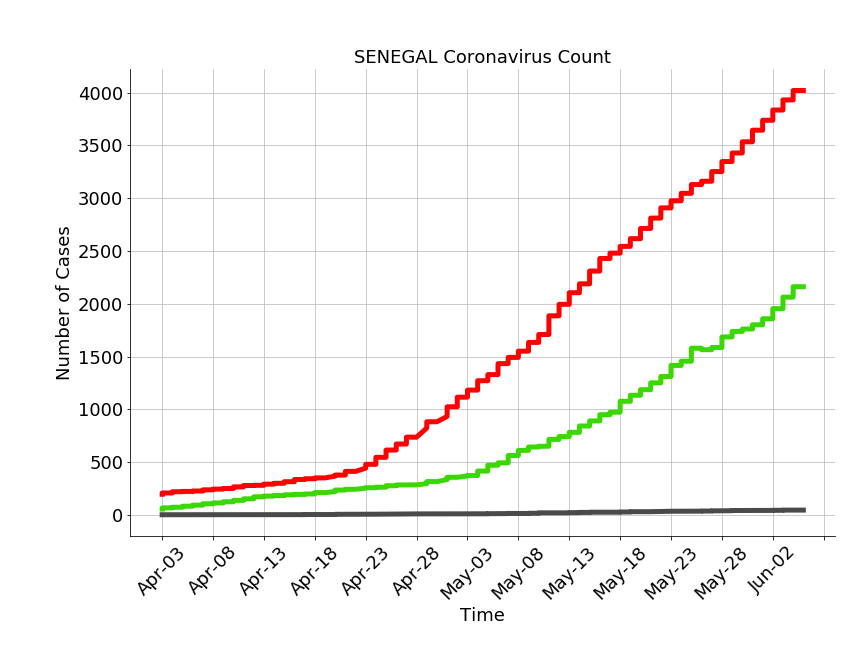 SENEGAL Coronavirus Count
4000
3500
3000
2500
2000
1500
1000
500
0
Number of Cases
Apr-03
Apr-08
Apr-13
Apr-18
Apr-23
Apr-28
May-03
May-08
May-13
May-18
May-23
May-28
Jun-02
Time